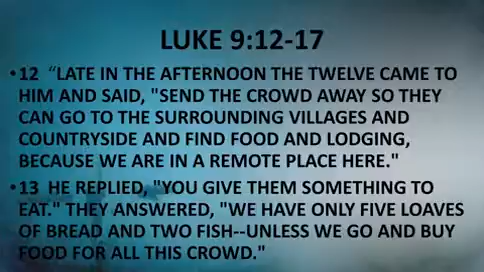 LUKE 9:12-17
•12 “LATE IN THE AFTERNOON THE TWELVE CAME TO
HIM AND SAID, "SEND THE CROWD AWAY SO THEY
CAN GO TO THE SURROUNDING VILLAGES AND
COUNTRYSIDE AND FIND FOOD AND LODGING,
BECAUSE WE ARE IN A REMOTE PLACE HERE."
•13 HE REPLIED, "YOU GIVE THEM SOMETHING TO
EAT." THEY ANSWERED, "WE HAVE ONLY FIVE LOAVES
OF BREAD AND TWO FISH--UNLESS WE GO AND BUY
FOOD FOR ALL THIS CROWD."